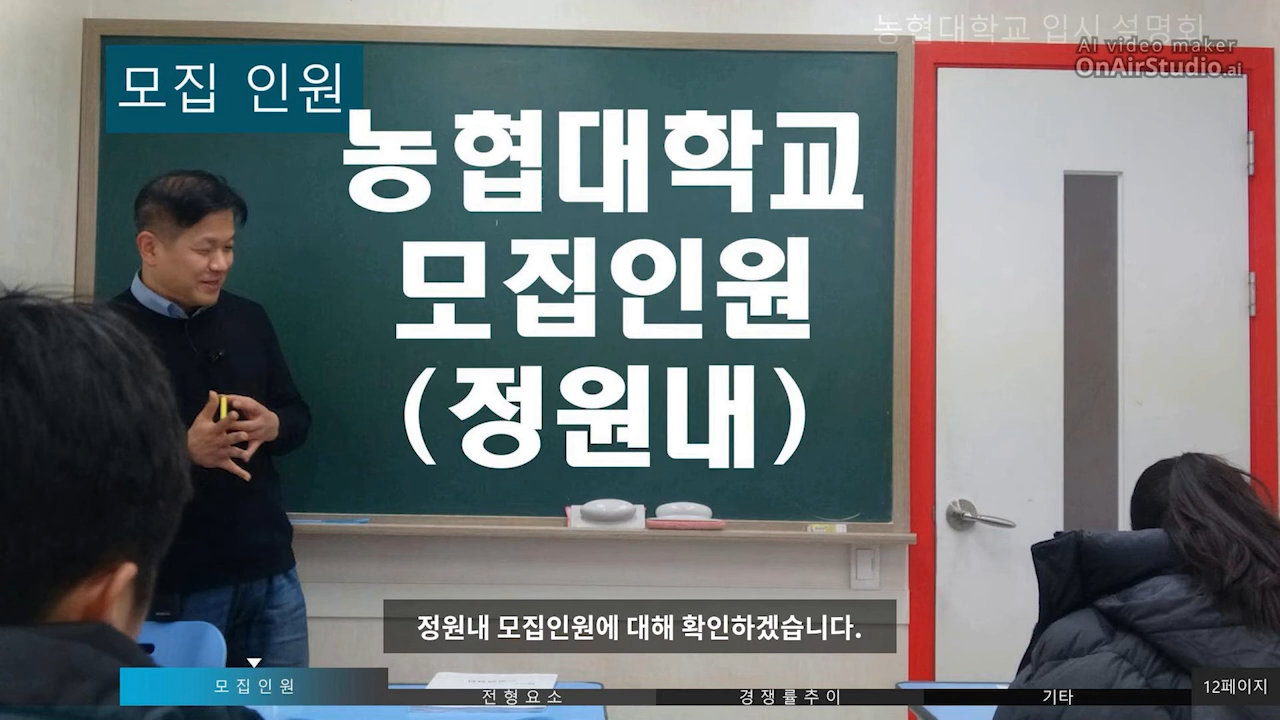 농협대학교 입시 설명회
AI video maker
OnAirStudio.ai
모집 인원
농협대학교
모집인원
(정원내)
정원내 모집인원에 대해 확인하겠습니다.
모집인원
전형요소
경쟁률추이
기타
12페이지